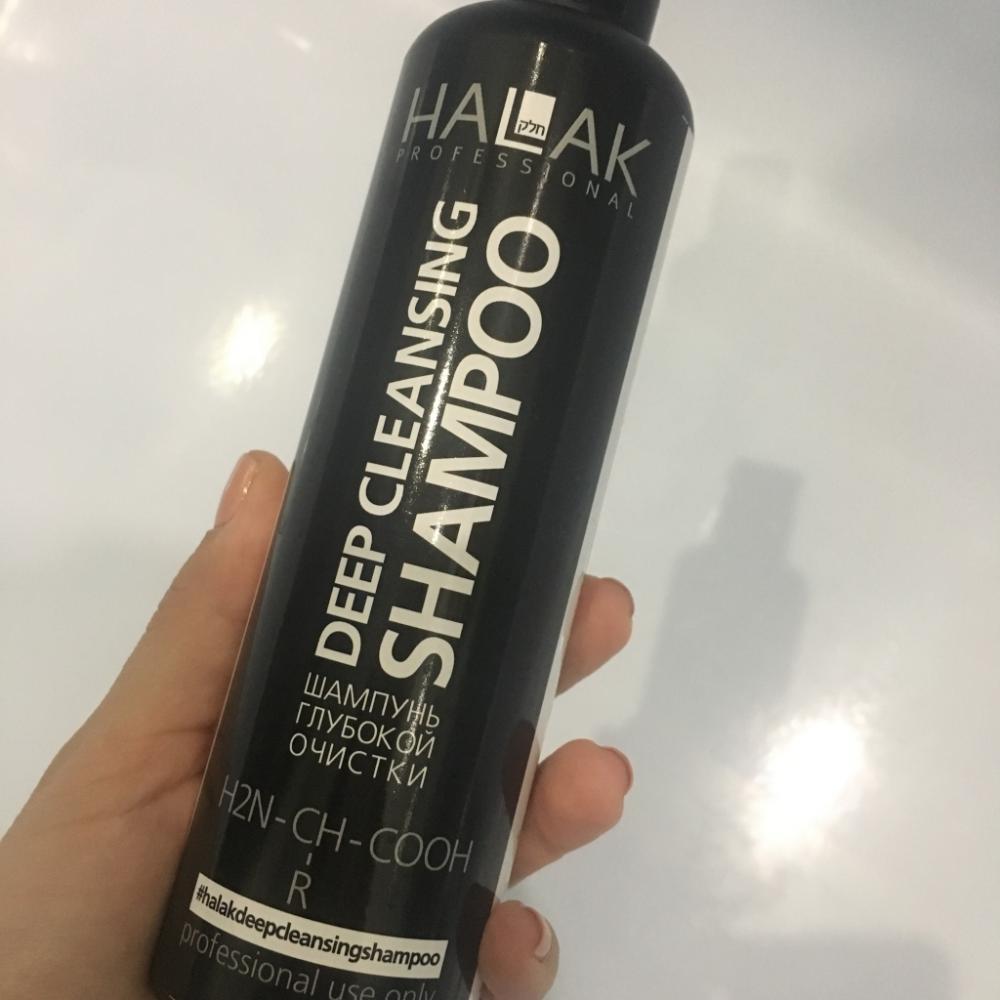 HALAK
חלק
PROFESSIONAL
DEEP CLEANSING
SHAMPOO
ШАМПУНЬ
ГЛУБОКОЙ
ОЧИСТКИ
H2N-CH-COOH
-
R
#halakdeepcleansingshampoo
professional use only